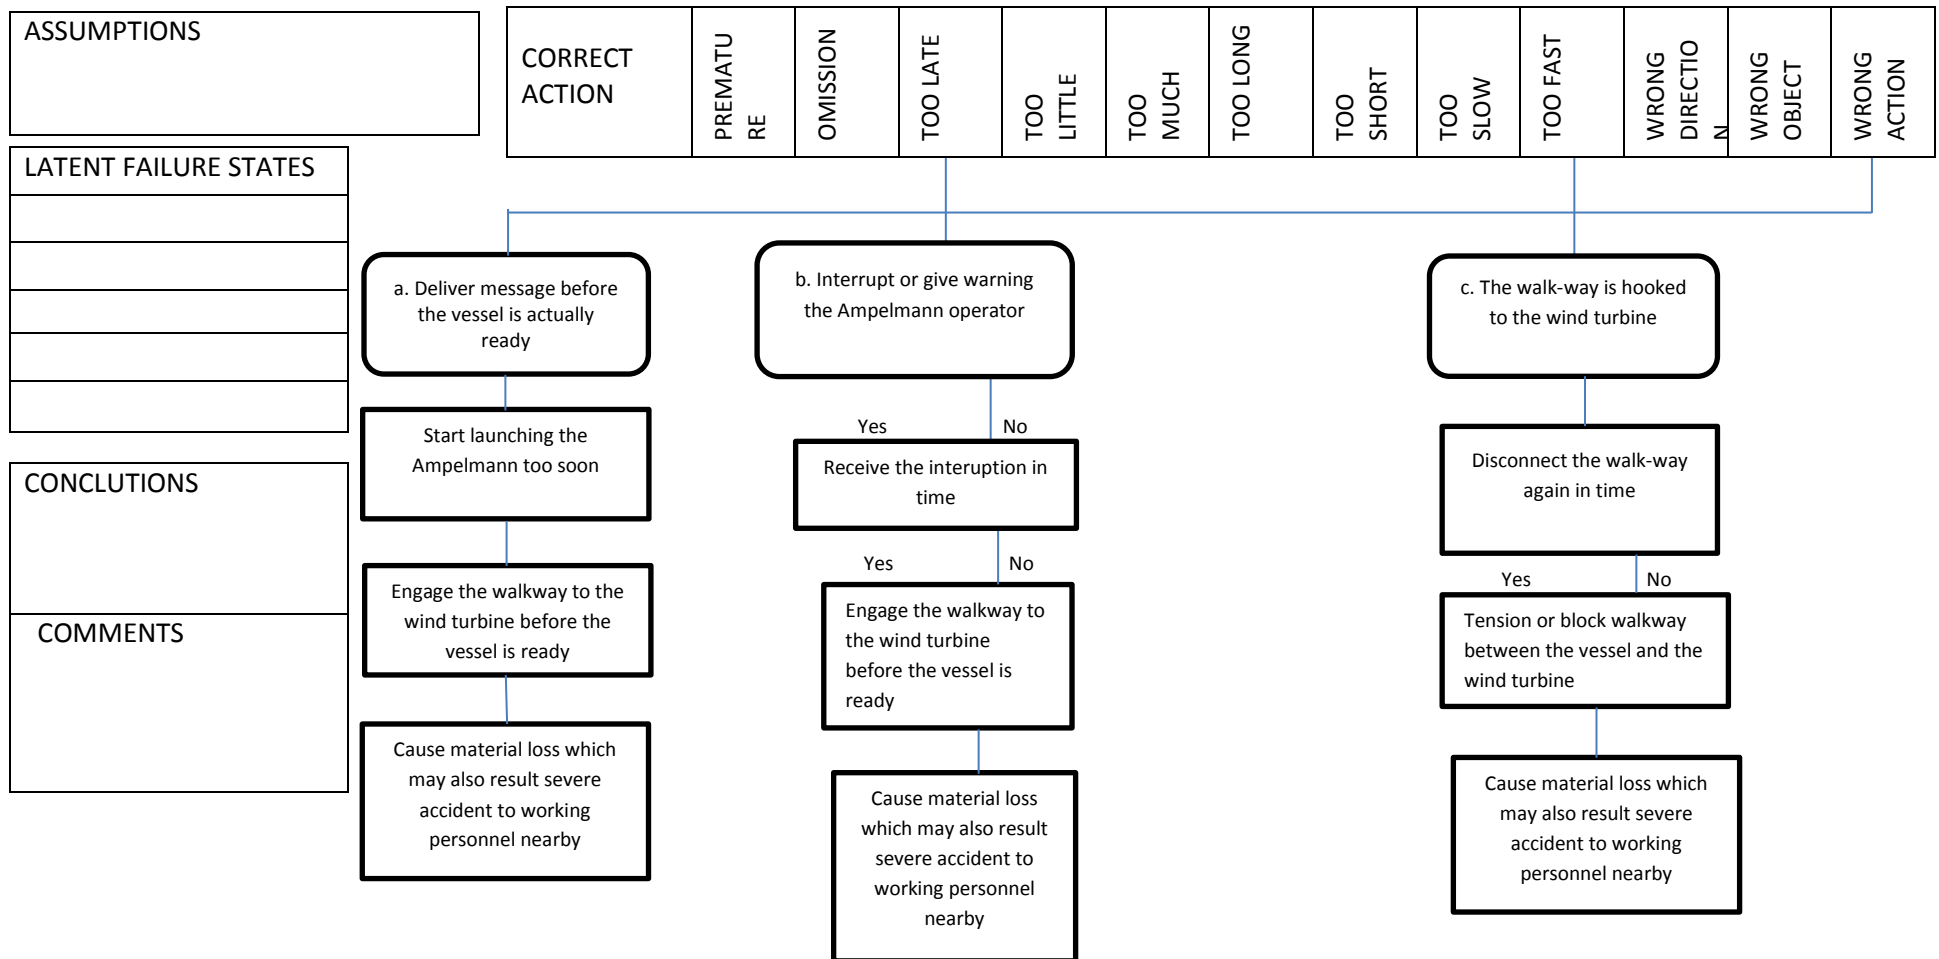 ASSUMPTIONS
LATENT FAILURE STATES
CONCLUTIONS
COMMENTS
CORRECT
ACTION
PREMATU
RE
OMISSION
TOO LATE
TOO
LITTLE
TOO
MUCH
TOO LONG
TOO
SHORT
TOO
SLOW
TOO FAST
WRONG
DIRECTIO
N
WRONG
OBJECT
WRONG
ACTION
a. Deliver message before
the vessel is actually
ready
Start launching the
Ampelmann too soon
Engage the walkway to the
wind turbine before the
vessel is ready
Cause material loss which
may also result severe
accident to working
personnel nearby
b. Interrupt or give warning
the Ampelmann operator
Yes
No
Receive the interuption in
time
Yes
No
Engage the walkway to
the wind turbine
before the vessel is
ready
Cause material loss
which may also result
severe accident to
working personnel
nearby
c. The walk-way is hooked
to the wind turbine
Disconnect the walk-way
again in time
Yes
No
Tension or block walkway
between the vessel and the
wind turbine
Cause material loss which
may also result severe
accident to working
personnel nearby